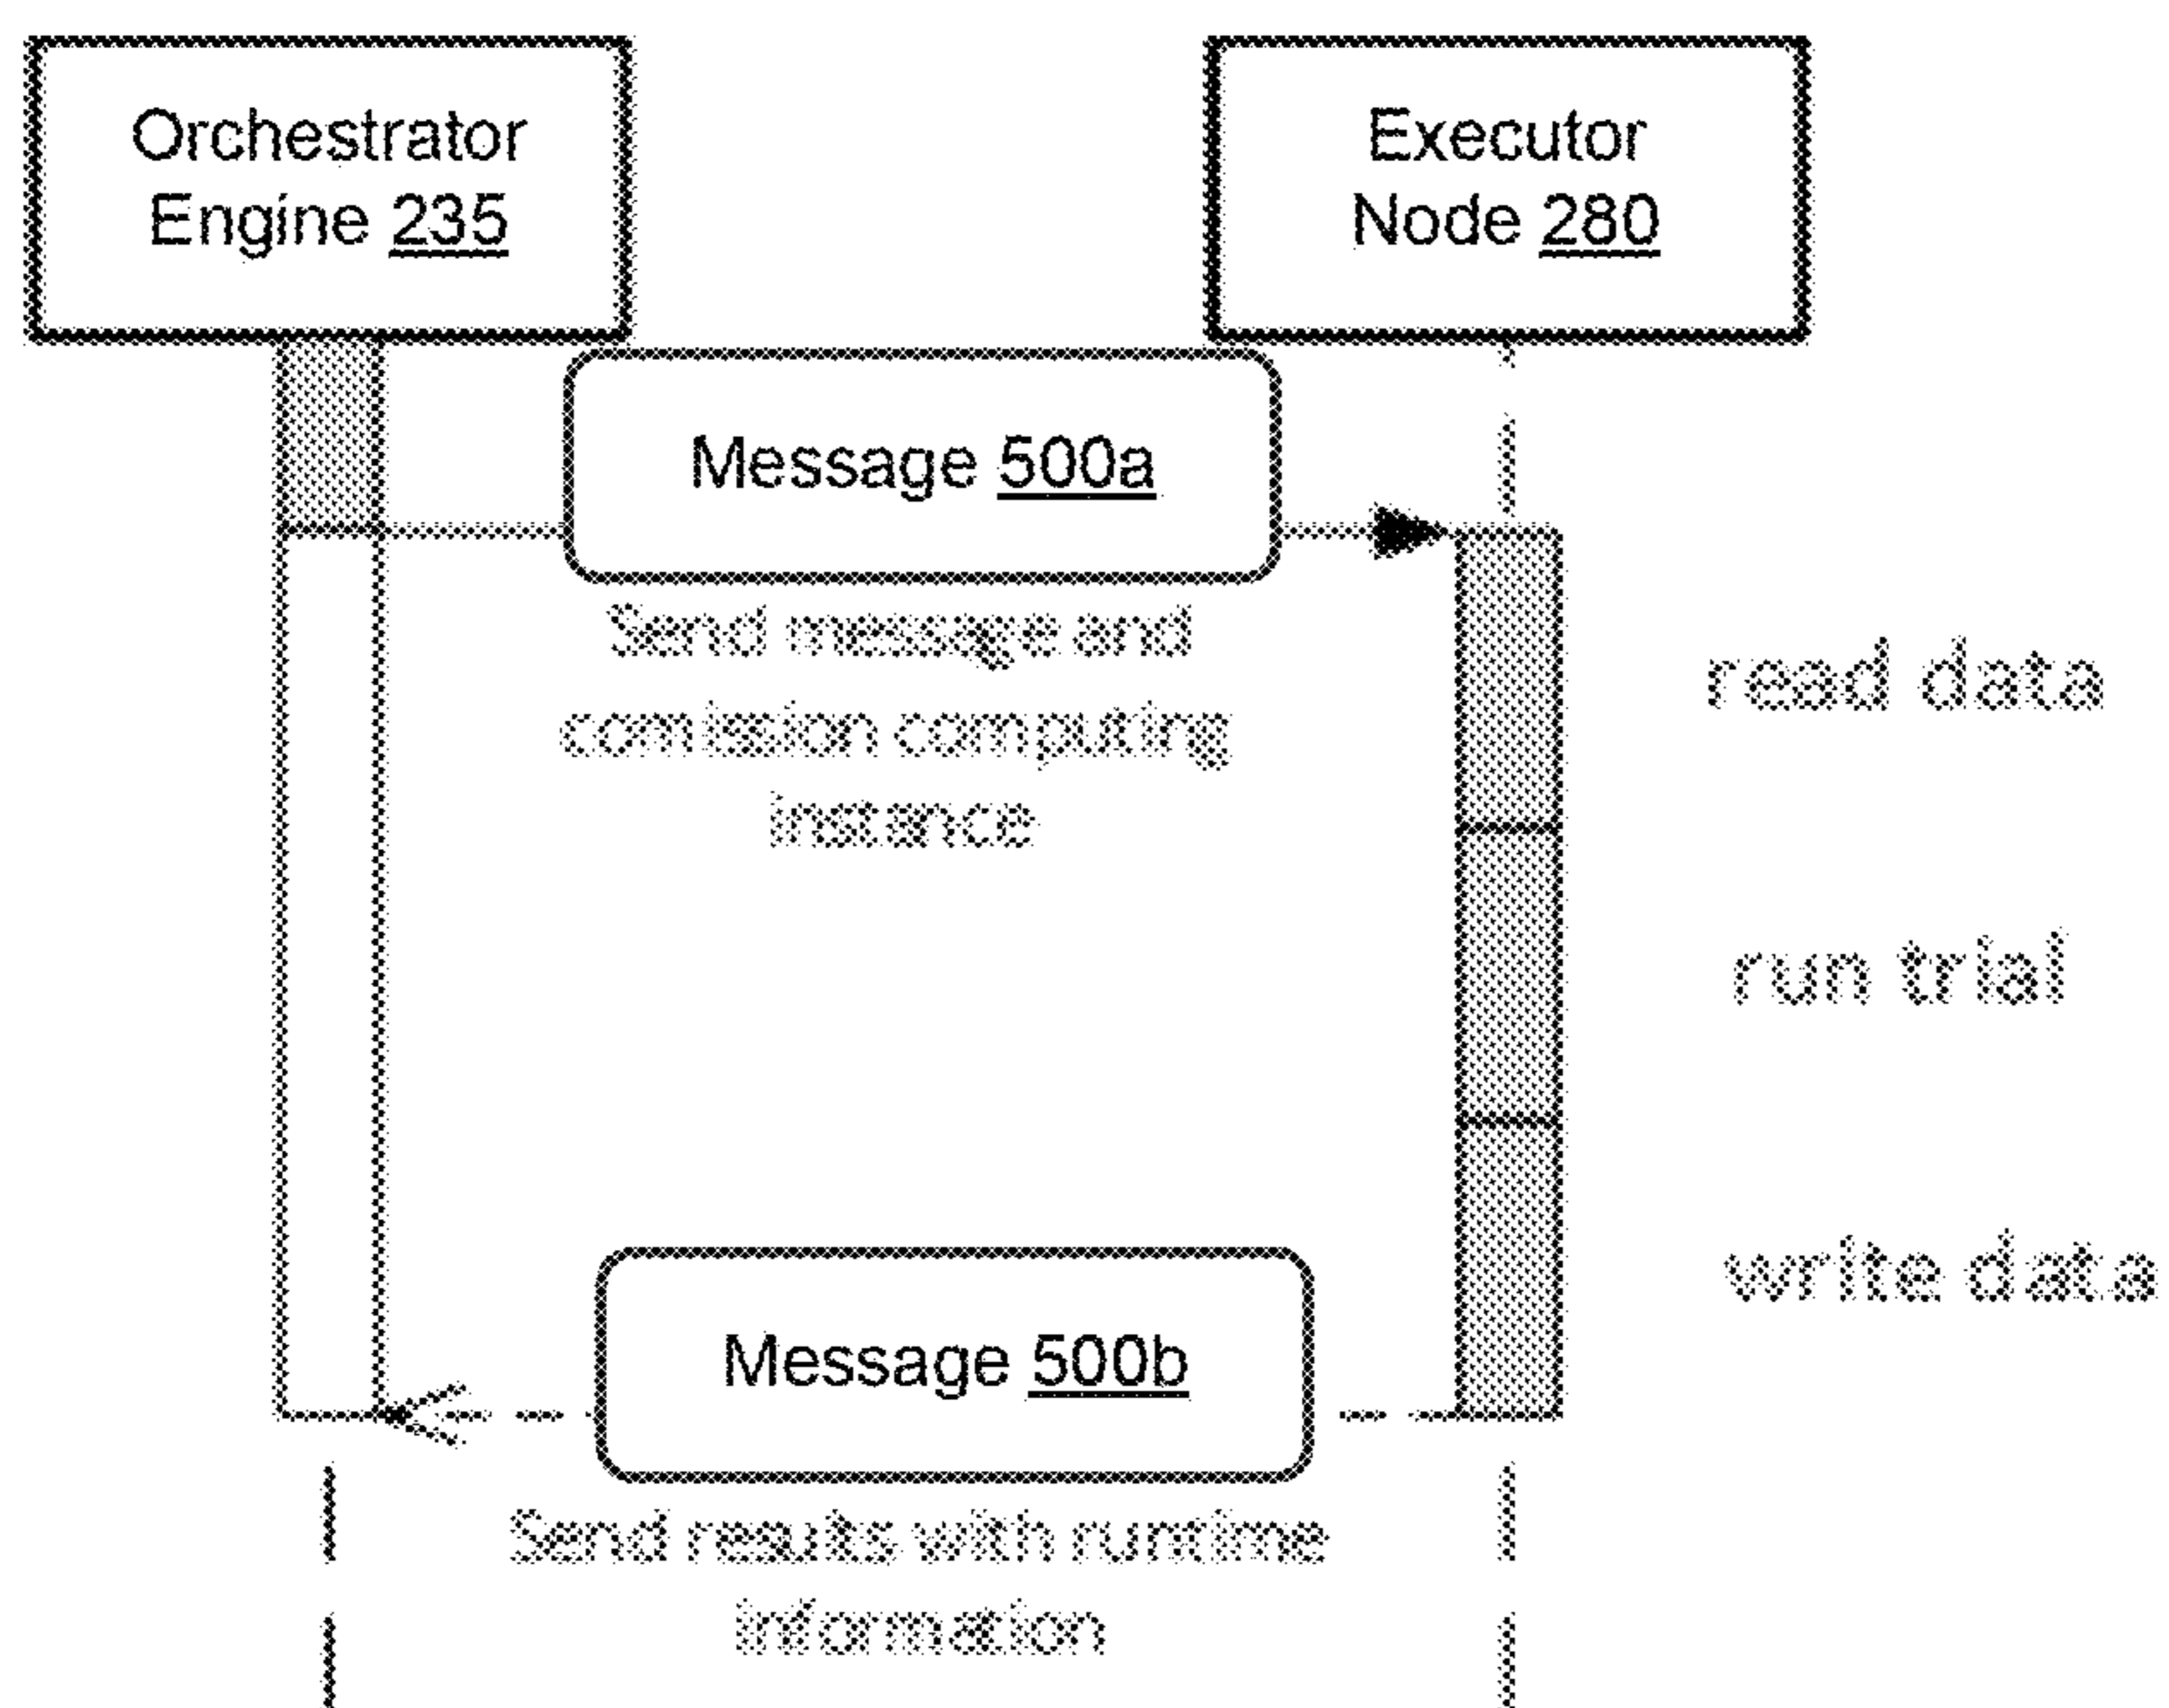 Orchestrator
Engine 235
Executor
Node 280
Message 500a
Send message and
comission computing
instance
read data
run trial
write data
Message 500b
Send results with runtime
information